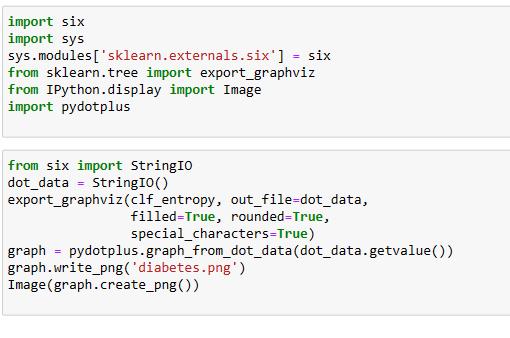 import six
import sys
sys.modules['sklearn.externals.six'] = six
from sklearn.tree import export_graphviz
from IPython.display import Image
import pydotplus
from six import StringIO
dot_data = StringIO()
export_graphviz(clf_entropy, out_file=dot_data,
                filled=True, rounded=True,
                special_characters=True)
graph = pydotplus.graph_from_dot_data(dot_data.getvalue())
graph.write_png('diabetes.png')
Image(graph.create_png())